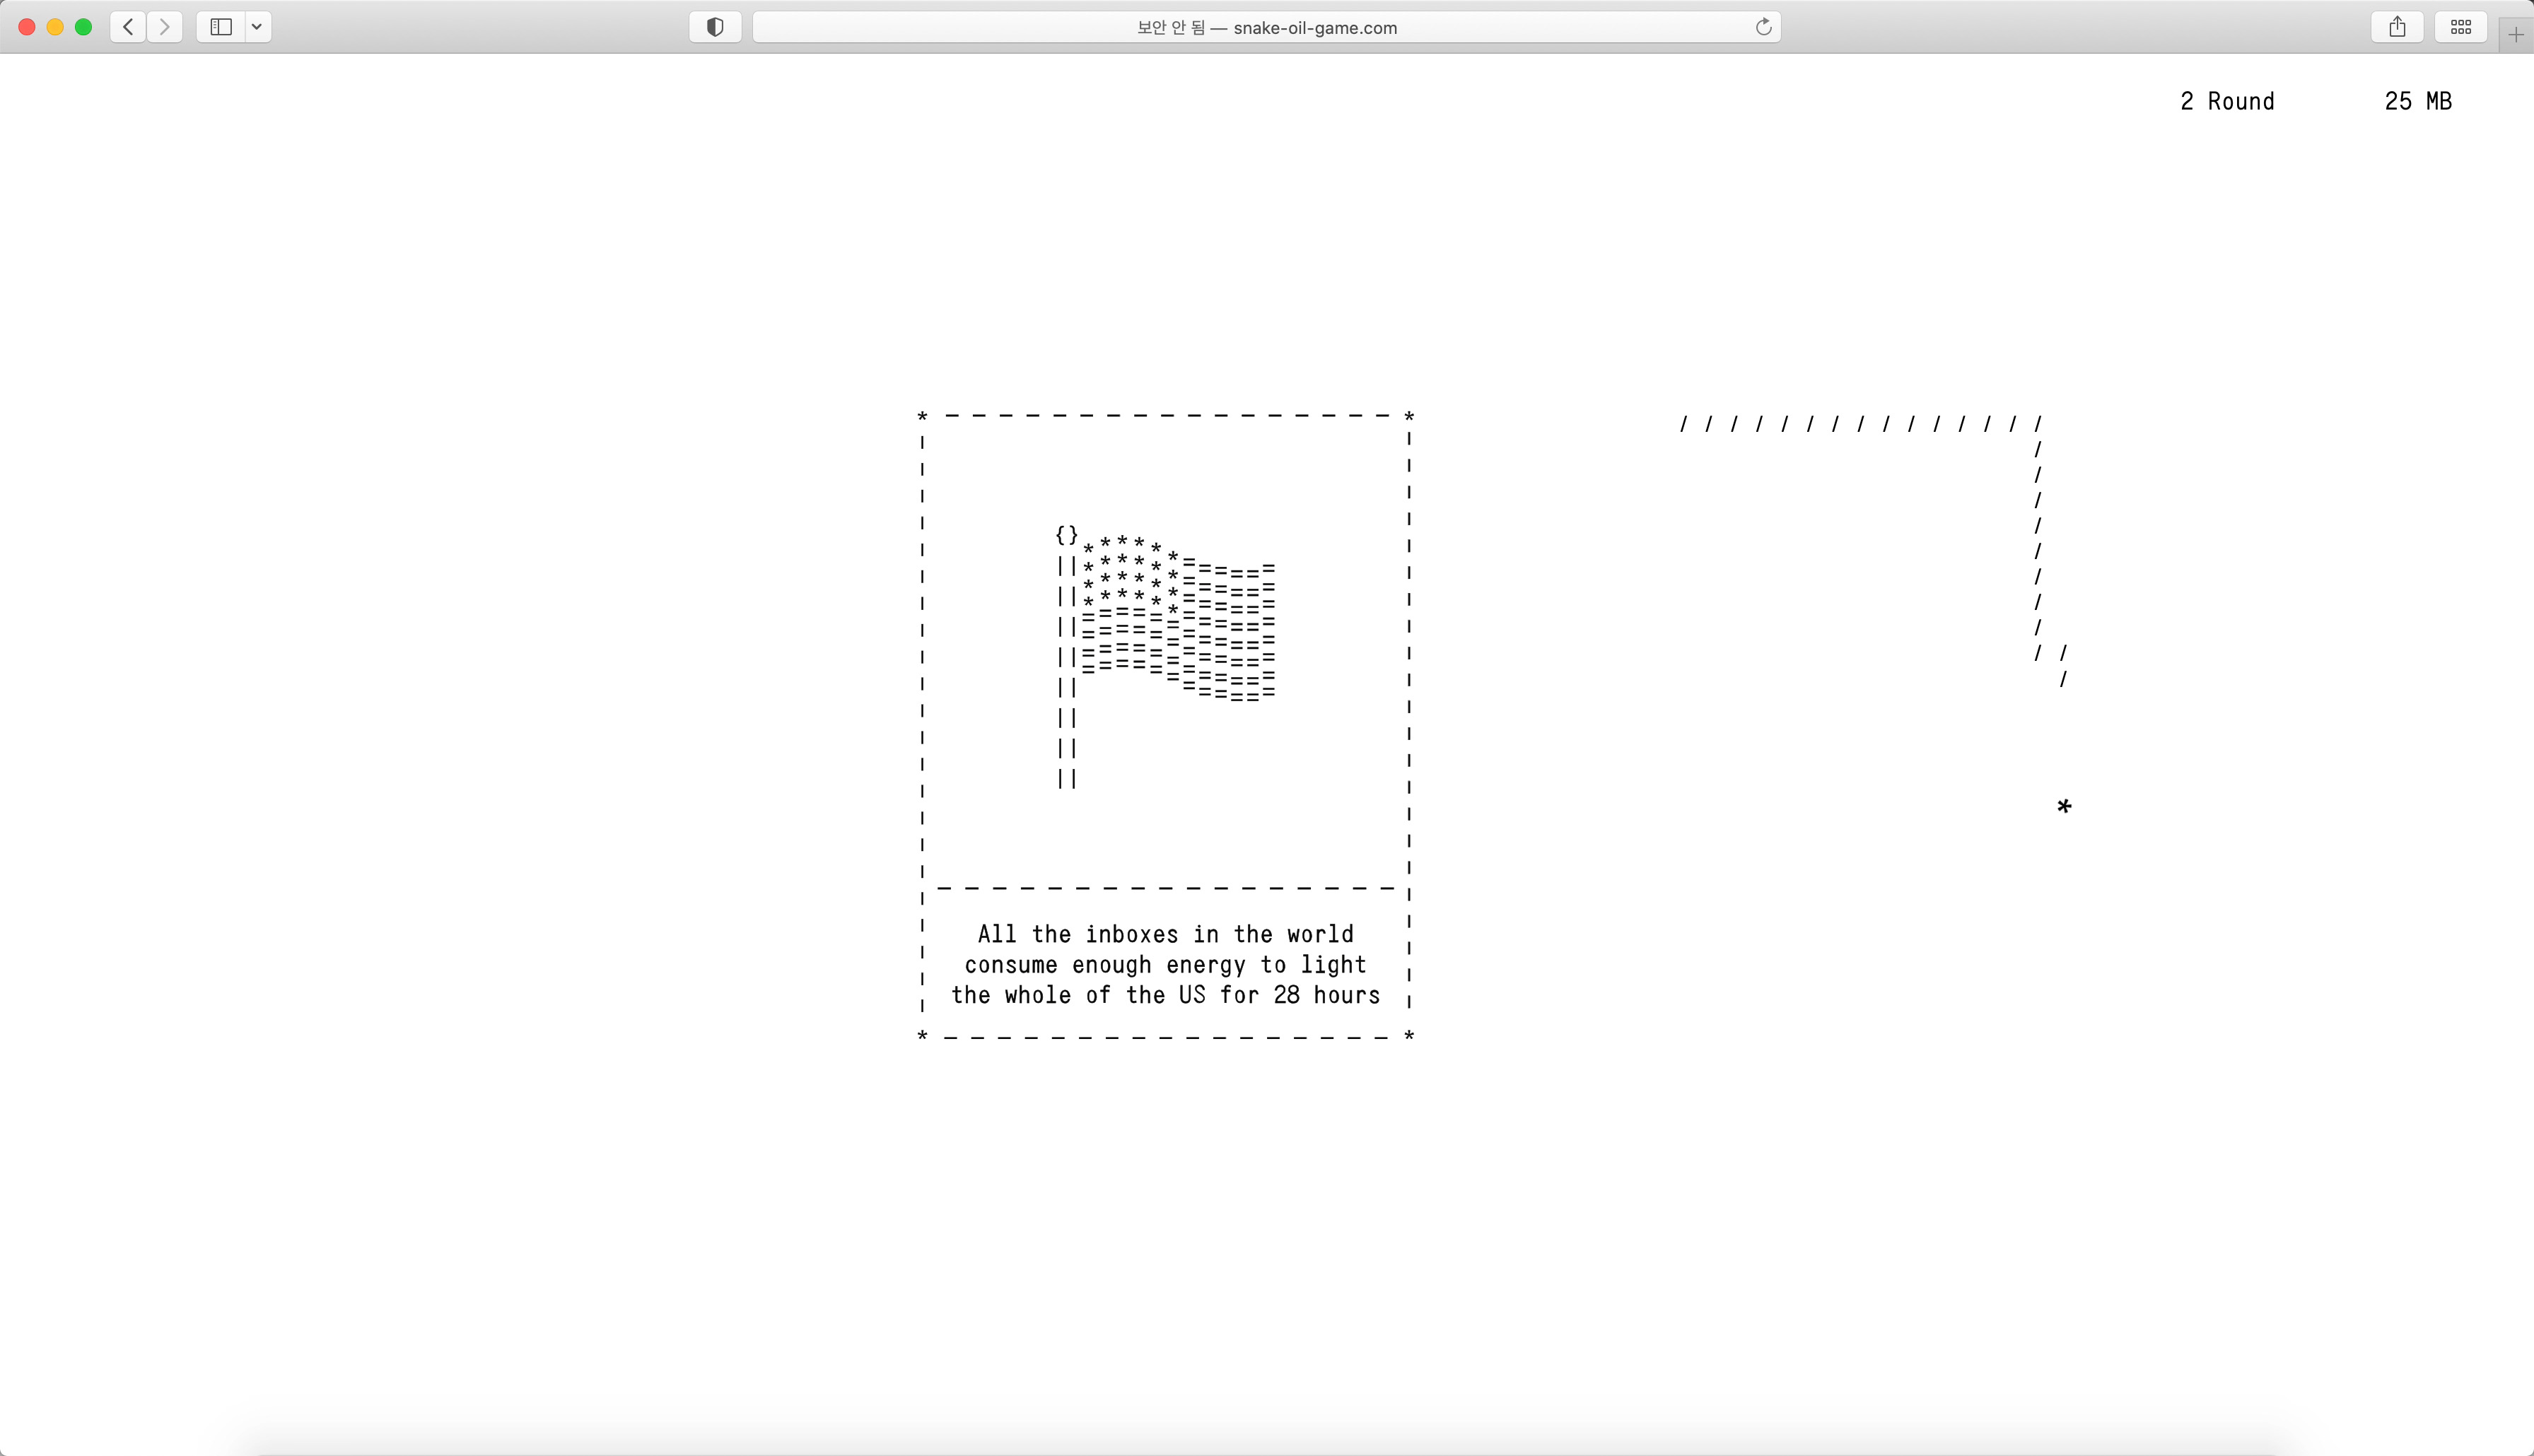 보안 안 됨 — snake-oil-game.com
2 Round 25 MB
All the inboxes in the world
consume enough energy to light
the whole of the US for 28 hours